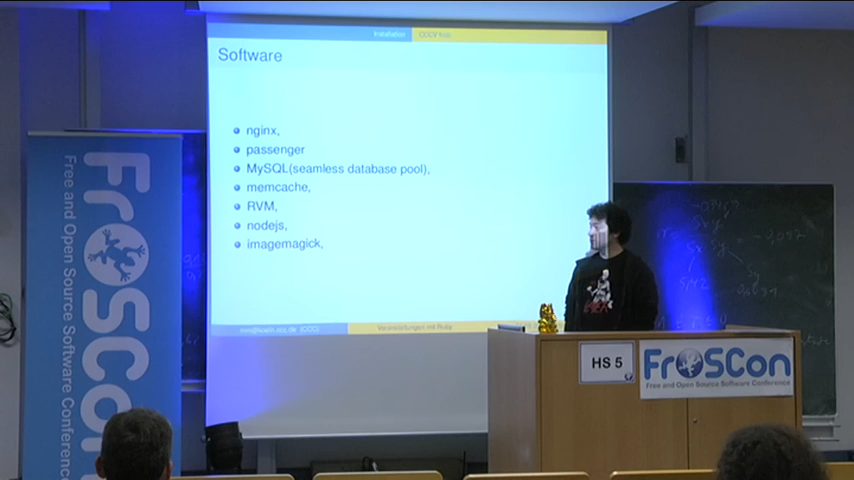 Installation
Software
nginx,
passenger
MySQL(seamless database pool),
memcache,
RVM,
nodejs,
imagemagick,
Veranstaltungen mit Ruby
FrOSCon
Free and Open Source Software Conference
HS 5
FrOSCon
Free and Open Source Software Conference